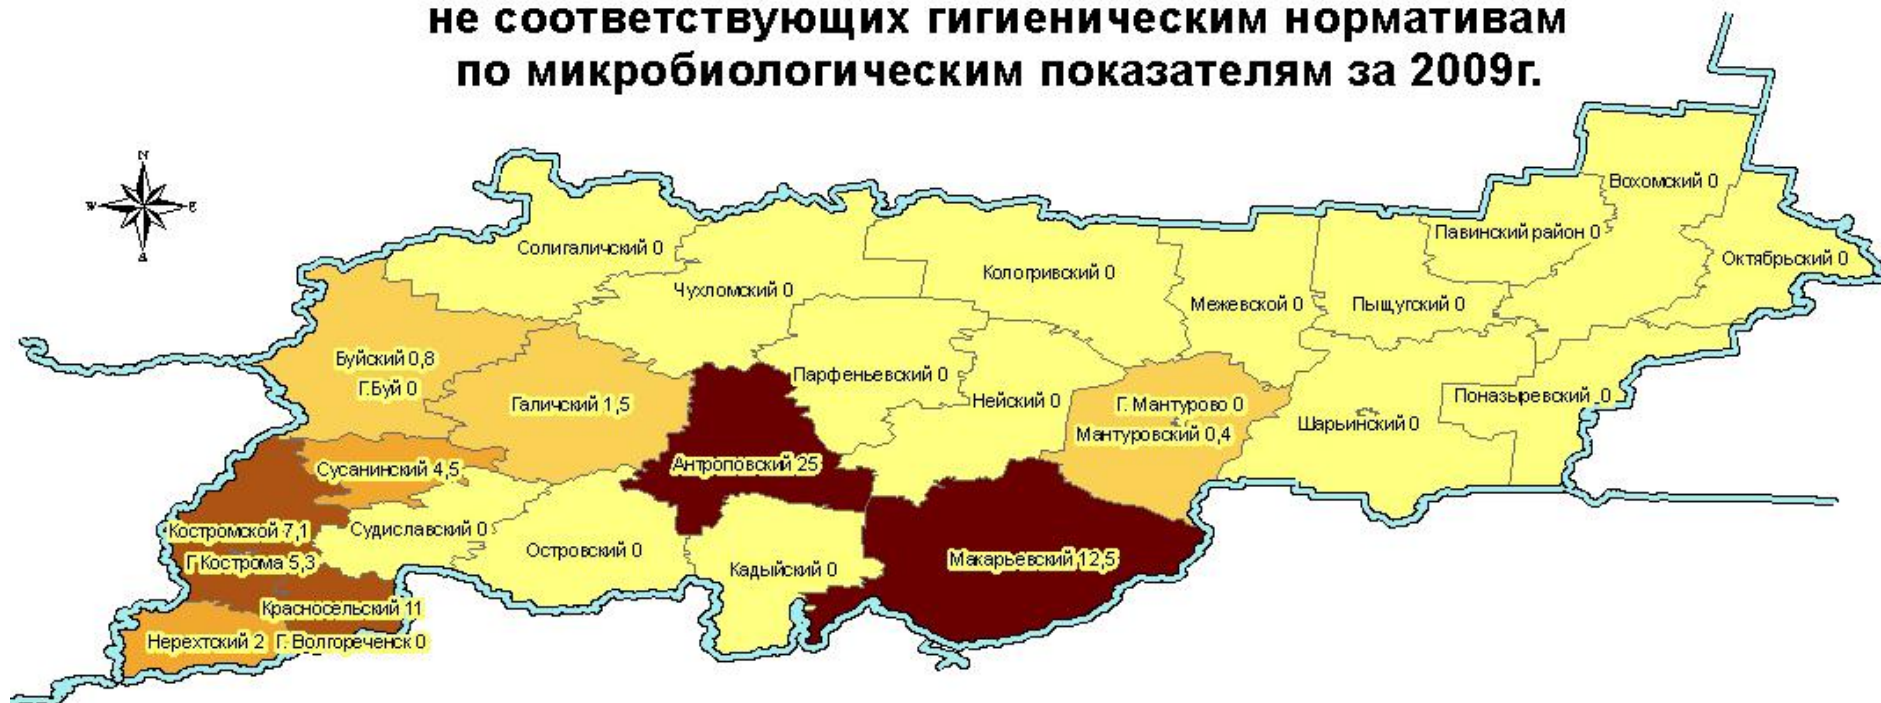 не соответствующих гигиеническим нормативам
по микробиологическим показателям за 2009г.
N
W
E
S
Вохомский 0
Павинский район 0
Солигаличский 0
Октябрьский 0
Кологривский 0
Чухломский 0
Межевской 0
Пыщугский 0
Буйский 0,8
Г.Буй 0
Парфеньевский 0
Галичский 1,5
Нейский 0
Г. Мантурово 0
Поназыревский_0
Шарьинский 0
Мантуровский 0,4
Сусанинский 4,5
Антроповский 25
Костромской 7,1
Судиславский 0
Островский 0
Г Кострома 5,3
Кадыйский 0
Макарьевский 12,5
Красносельский 11
Нерехтский 2
Г. Волгореченск 0